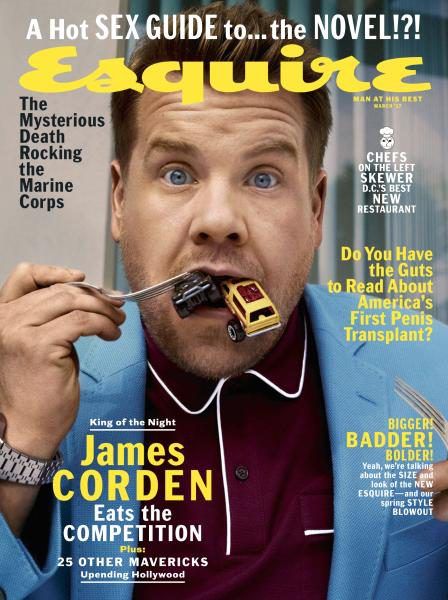 A Hot SEX GUIDE to...the NOVEL!?!
Esquire
MAN AT HIS BEST
MARCH '17
The
Mysterious
Death
Rocking
the
Marine
Corps
CHEFS
ON THE LEFT
SKEWER
D.C.'S BEST
NEW
RESTAURANT
Do You Have
the Guts
to Read About
America's
First Penis
Transplant?
King of the Night
James
CORDEN
Eats the
COMPETITION
Plus:
25 OTHER MAVERICKS
Upending Hollywood
BIGGER!
BADDER!
BOLDER!
Yeah, we're talking
about the SIZE and
look of the NEW
ESQUIRE—and our
spring STYLE
BLOWOUT